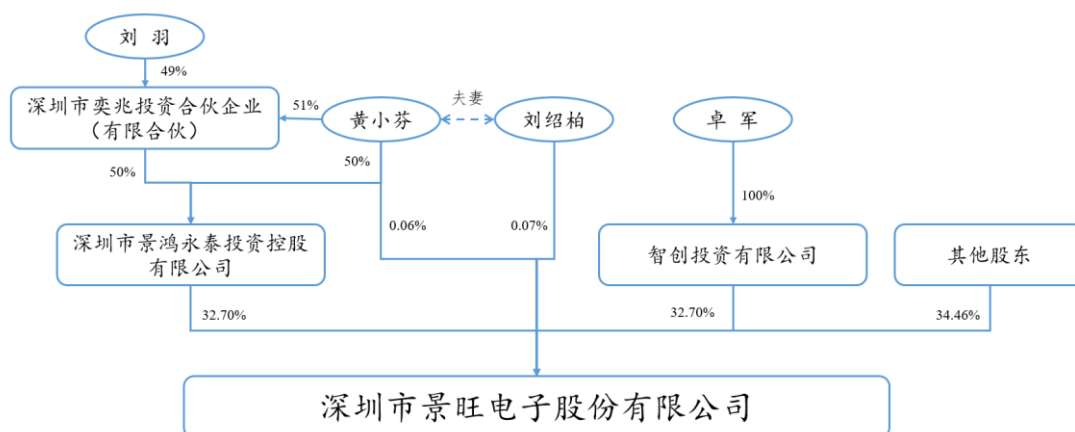 刘 羽
49%
深圳市奕兆投资合伙企业
（有限合伙）
51%
黄小芬
夫妻
刘绍柏
卓 军
50%
50%
100%
0.06%
0.07%
深圳市景鸿永泰投资控股
有限公司
智创投资有限公司
其他股东
32.70%
32.70%
34.46%
深圳市景旺电子股份有限公司